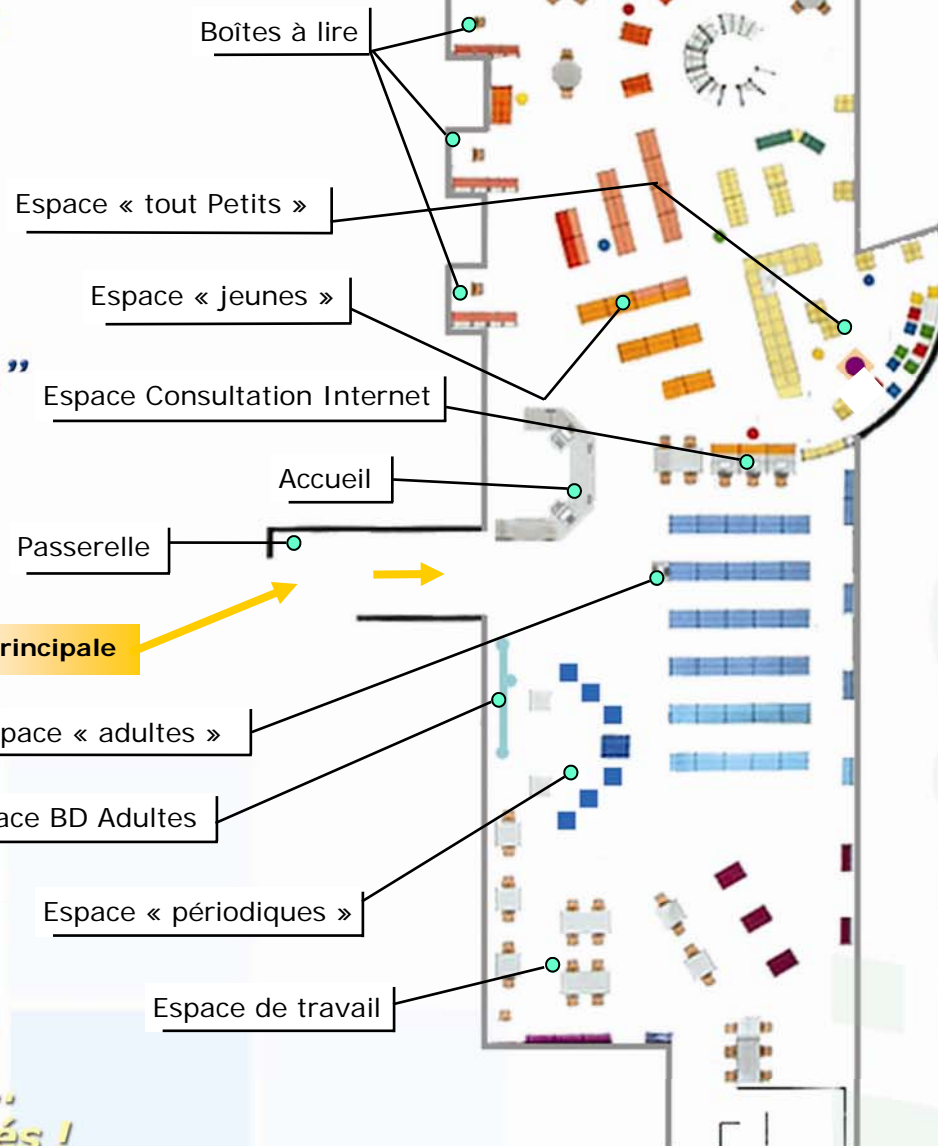 Boîtes à lire
Espace « tout Petits »
Espace « jeunes »
”
Espace Consultation Internet
Accueil
Passerelle
rincipale
pace « adultes »
ace BD Adultes
Espace « périodiques »
Espace de travail
és !